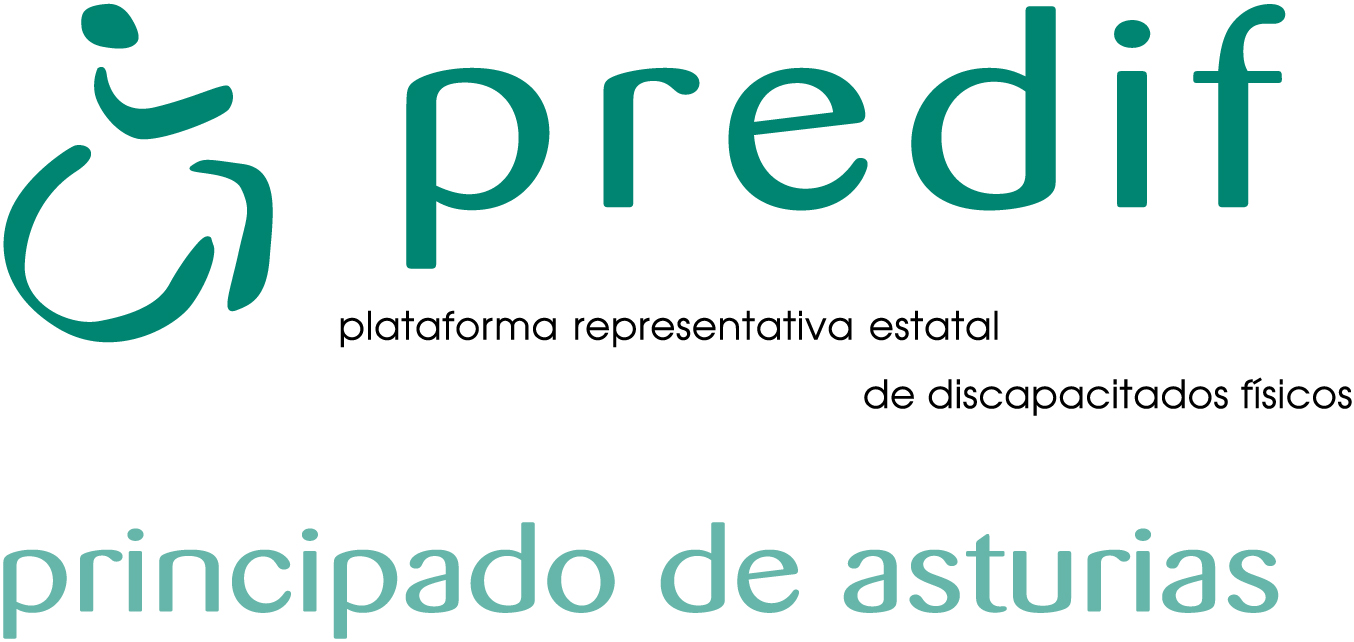 predif
plataforma representativa estatal
de discapacitados físicos
principado de asturias